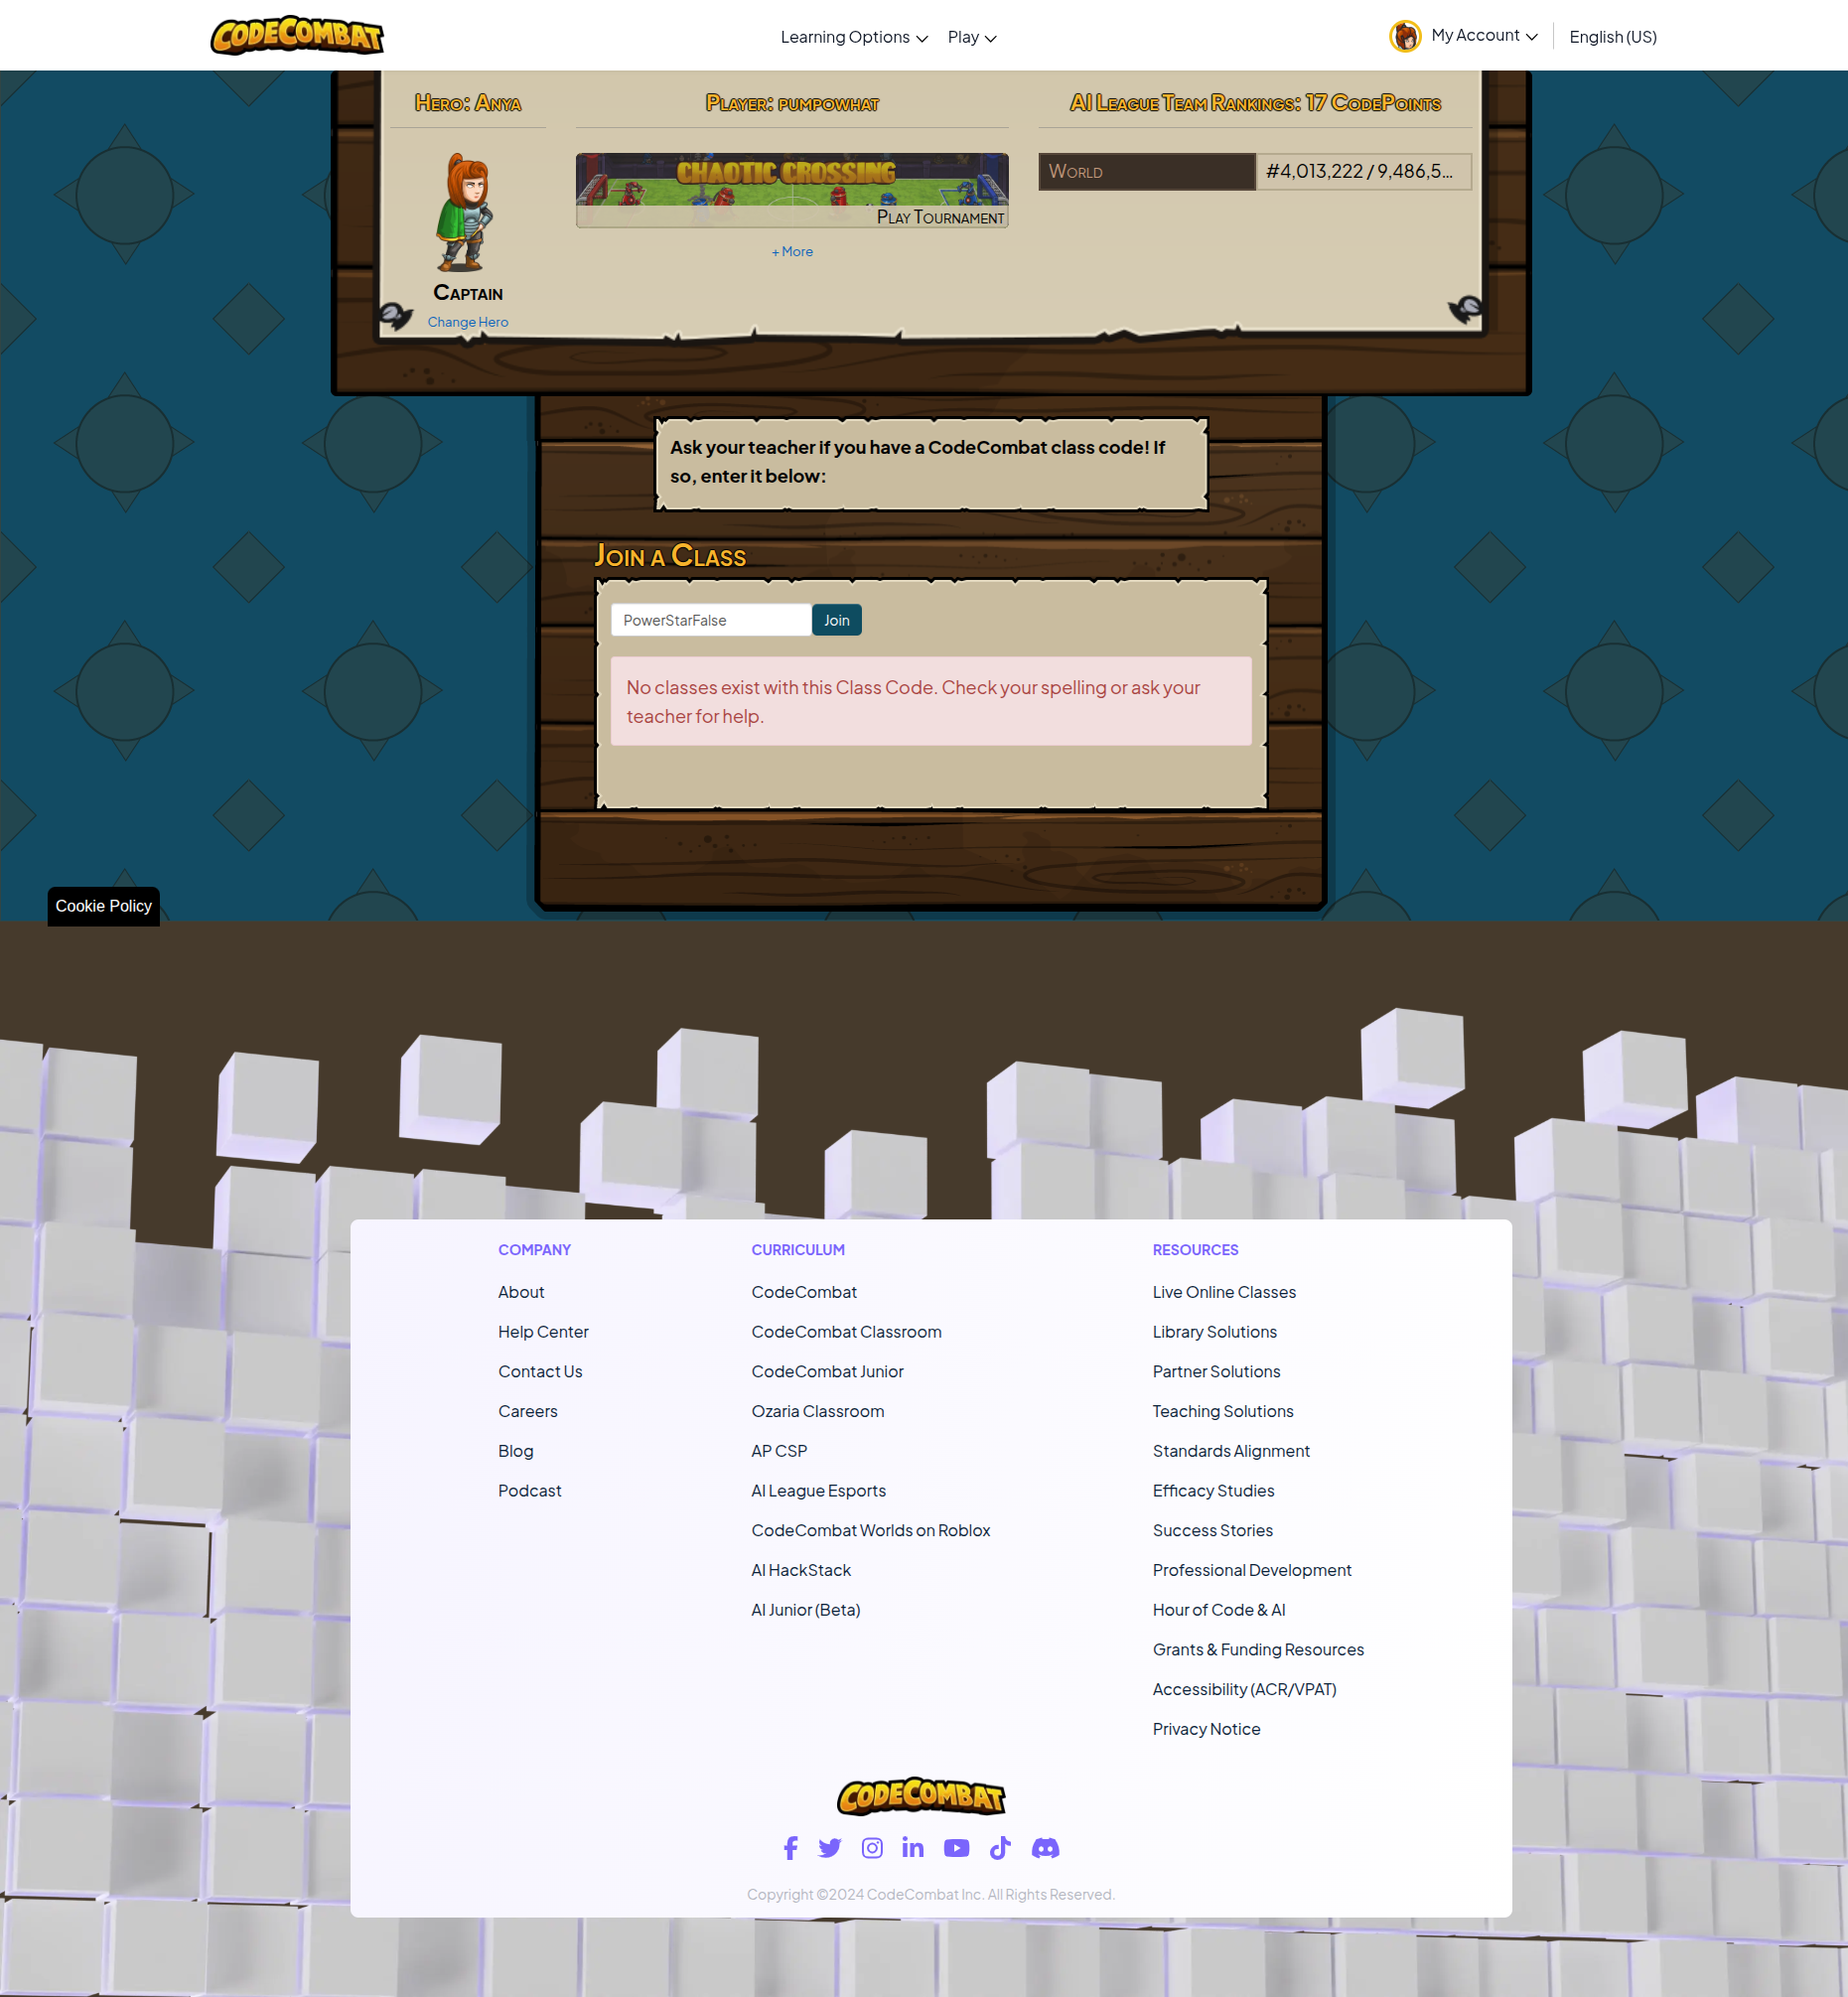 CODECOMBAT
Learning Options
Play
My Account
English (US)
Hero: Anya
Captain
Change Hero
Player: pumpowhat
CHAOTIC CROSSING
Play Tournament
+ More
AI League Team Rankings: 17 CodePoints
World
#4,013,222 / 9,486,5...
Ask your teacher if you have a CodeCombat class code! If
so, enter it below:
Join a Class
PowerStarFalse
Join
No classes exist with this Class Code. Check your spelling or ask your
teacher for help.
Cookie Policy
Company
About
Help Center
Contact Us
Careers
Blog
Podcast
Curriculum
CodeCombat
CodeCombat Classroom
CodeCombat Junior
Ozaria Classroom
AP CSP
AI League Esports
CodeCombat Worlds on Roblox
AI HackStack
AI Junior (Beta)
Resources
Live Online Classes
Library Solutions
Partner Solutions
Teaching Solutions
Standards Alignment
Efficacy Studies
Success Stories
Professional Development
Hour of Code & AI
Grants & Funding Resources
Accessibility (ACR/VPAT)
Privacy Notice
CODECOMBAT
Copyright ©2024 CodeCombat Inc. All Rights Reserved.